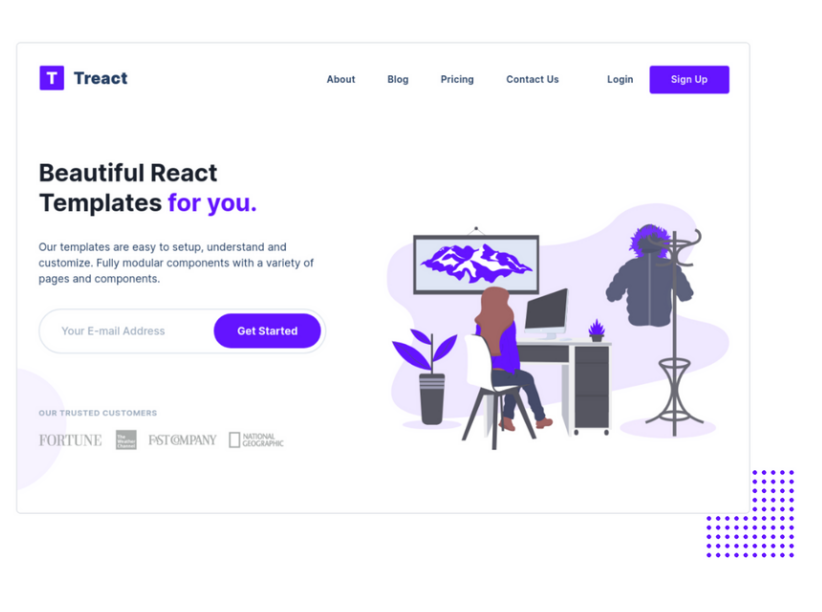 T Treact
About Blog Pricing Contact Us Login Sign Up
Beautiful React
Templates for you.
Our templates are easy to setup, understand and
customize. Fully modular components with a variety of
pages and components.
Your E-mail Address Get Started
OUR TRUSTED CUSTOMERS
FORTUNE
The
Weather
Channel
FAST COMPANY
NATIONAL
GEOGRAPHIC